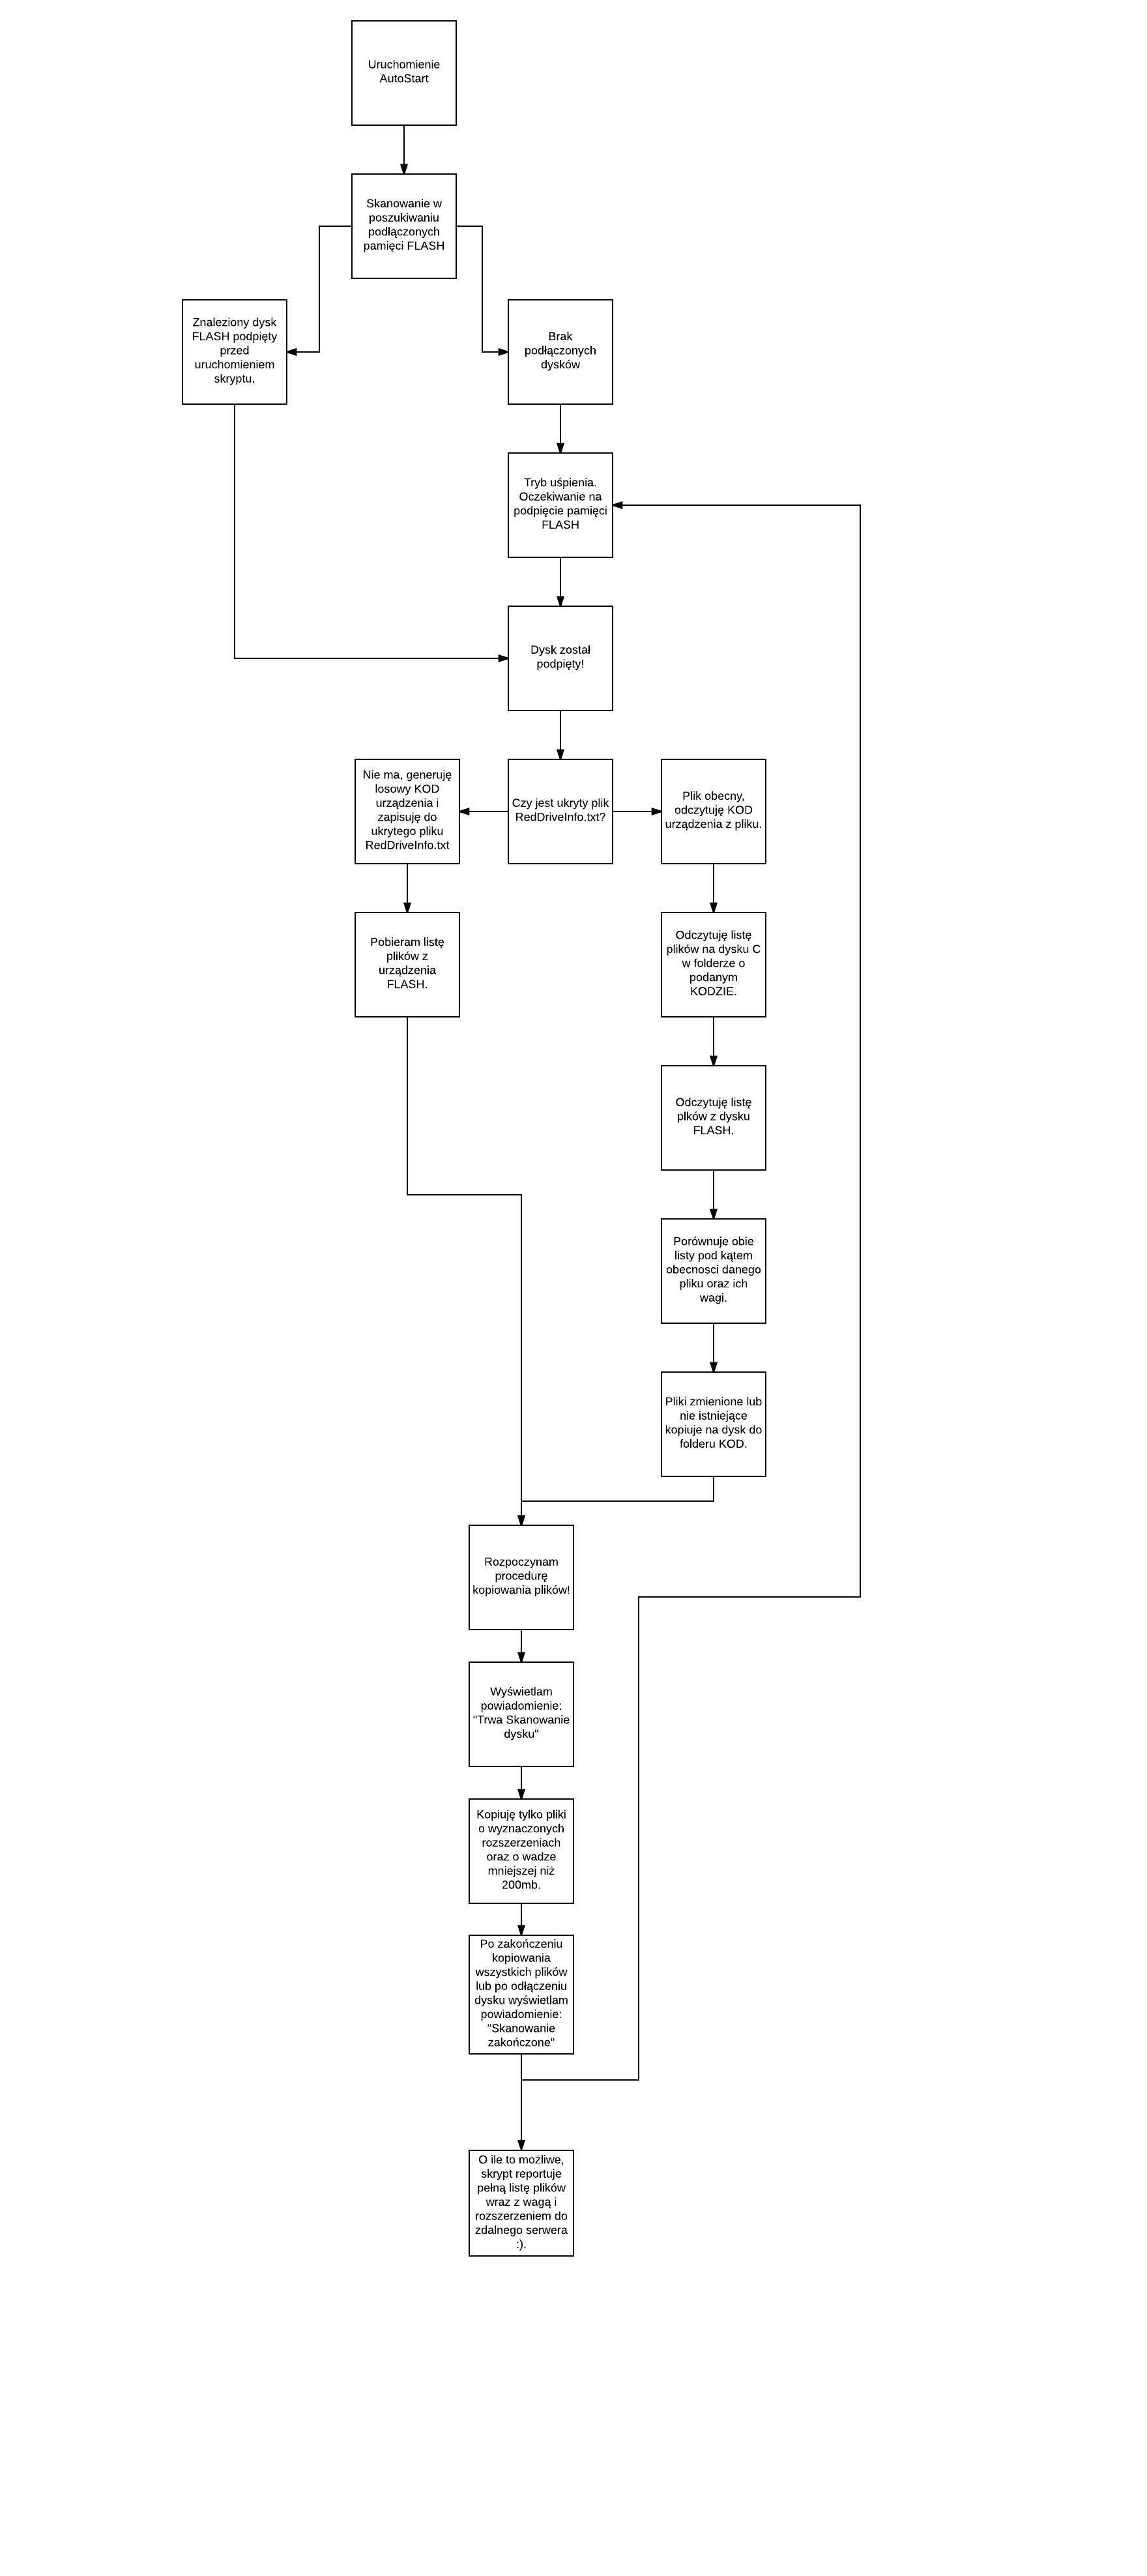 Uruchomienie
AutoStart
Skanowanie w
poszukiwaniu
podłączonych
pamięci FLASH
Znaleziony dysk
FLASH podpięty
przed
uruchomieniem
skryptu.
Brak
podłączonych
dysków
Tryb uśpienia.
Oczekiwanie na
podpięcie pamięci
FLASH
Dysk został
podpięty!
Nie ma, generuję
losowy KOD
urządzenia i
zapisuję do
ukrytego pliku
RedDriveInfo.txt
Czy jest ukryty plik
RedDriveInfo.txt?
Plik obecny,
odczytuję KOD
urządzenia z pliku.
Pobieram listę
plików z
urządzenia
FLASH.
Odczytuję listę
plików na dysku C
w folderze o
podanym
KODZIE.
Odczytuję listę
plków z dysku
FLASH.
Porównuje obie
listy pod kątem
obecnosci danego
pliku oraz ich
wagi.
Pliki zmienione lub
nie istniejące
kopiuje na dysk do
folderu KOD.
Rozpoczynam
procedurę
kopiowania plików!
Wyświetlam
powiadomienie:
"Trwa Skanowanie
dysku"
Kopiuję tylko pliki
o wyznaczonych
rozszerzeniach
oraz o wadze
mniejszej niż
200mb.
Po zakończeniu
kopiowania
wszystkich plików
lub po odłączeniu
dysku wyświetlam
powiadomienie:
"Skanowanie
zakończone"
O ile to możliwe,
skrypt reportuje
pełną listę plików
wraz z wagą i
rozszerzeniem do
zdalnego serwera
:).